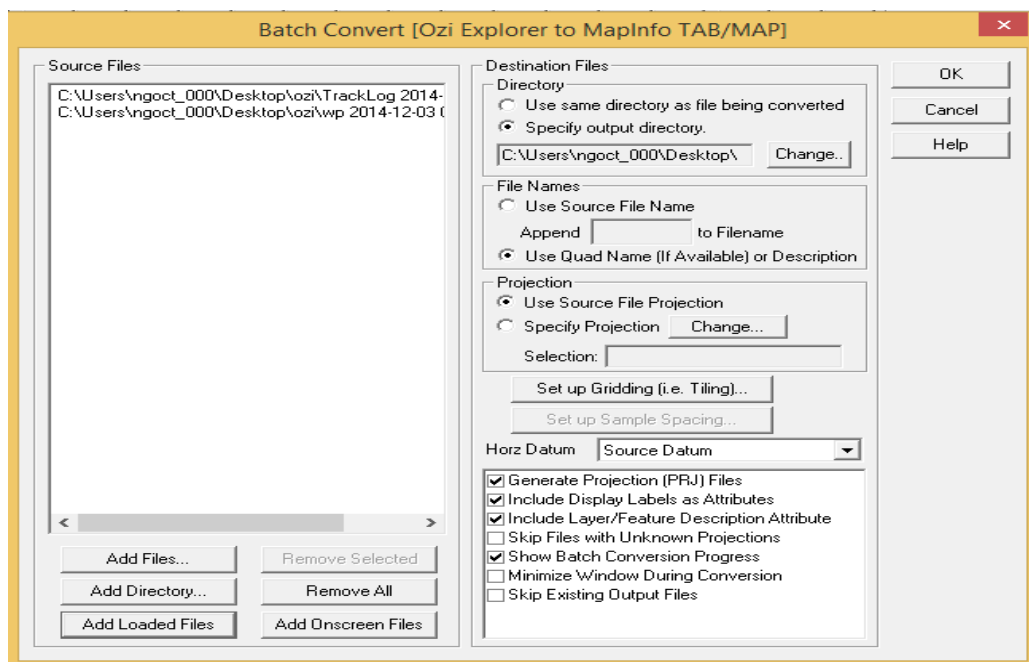 Batch Convert [Ozi Explorer to MapInfo TAB/MAP]
Source Files
C:\Users\ngoct_000\Desktop\ozi\TrackLog 2014-
C:\Users\ngoct_000\Desktop\ozi\wp 2014-12-03
Add Files...
Remove Selected
Add Directory...
Remove All
Add Loaded Files
Add Onscreen Files
Destination Files
Directory
Use same directory as file being converted
Specify output directory.
C:\Users\ngoct_000\Desktop\
Change..
File Names
Use Source File Name
Append to Filename
Use Quad Name (If Available) or Description
Projection
Use Source File Projection
Specify Projection
Change...
Selection:
Set up Gridding (i.e. Tiling)...
Set up Sample Spacing...
Horz Datum
Source Datum
Generate Projection (PRJ) Files
Include Display Labels as Attributes
Include Layer/Feature Description Attribute
Skip Files with Unknown Projections
Show Batch Conversion Progress
Minimize Window During Conversion
Skip Existing Output Files
OK
Cancel
Help